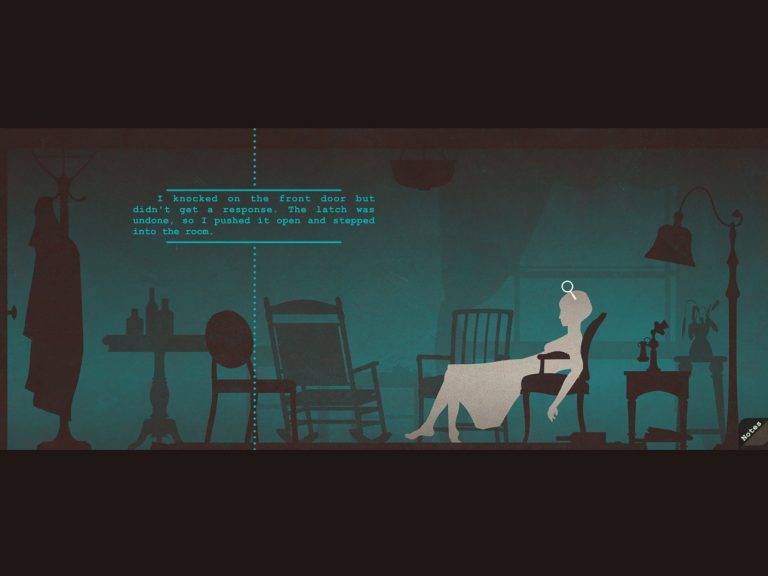 I knocked on the front door but
didn't get a response. The latch was
undone, so I pushed it open and stepped
into the room.
Notes